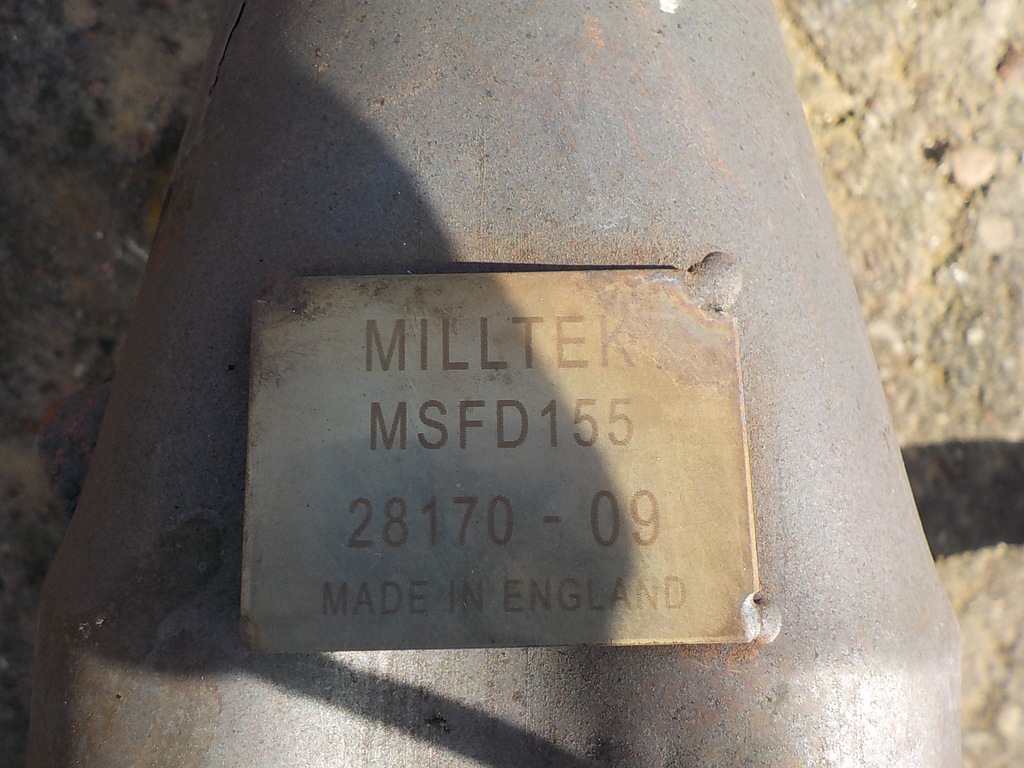 MILLTEK
MSFD155
28170 - 09
MADE IN ENGLAND